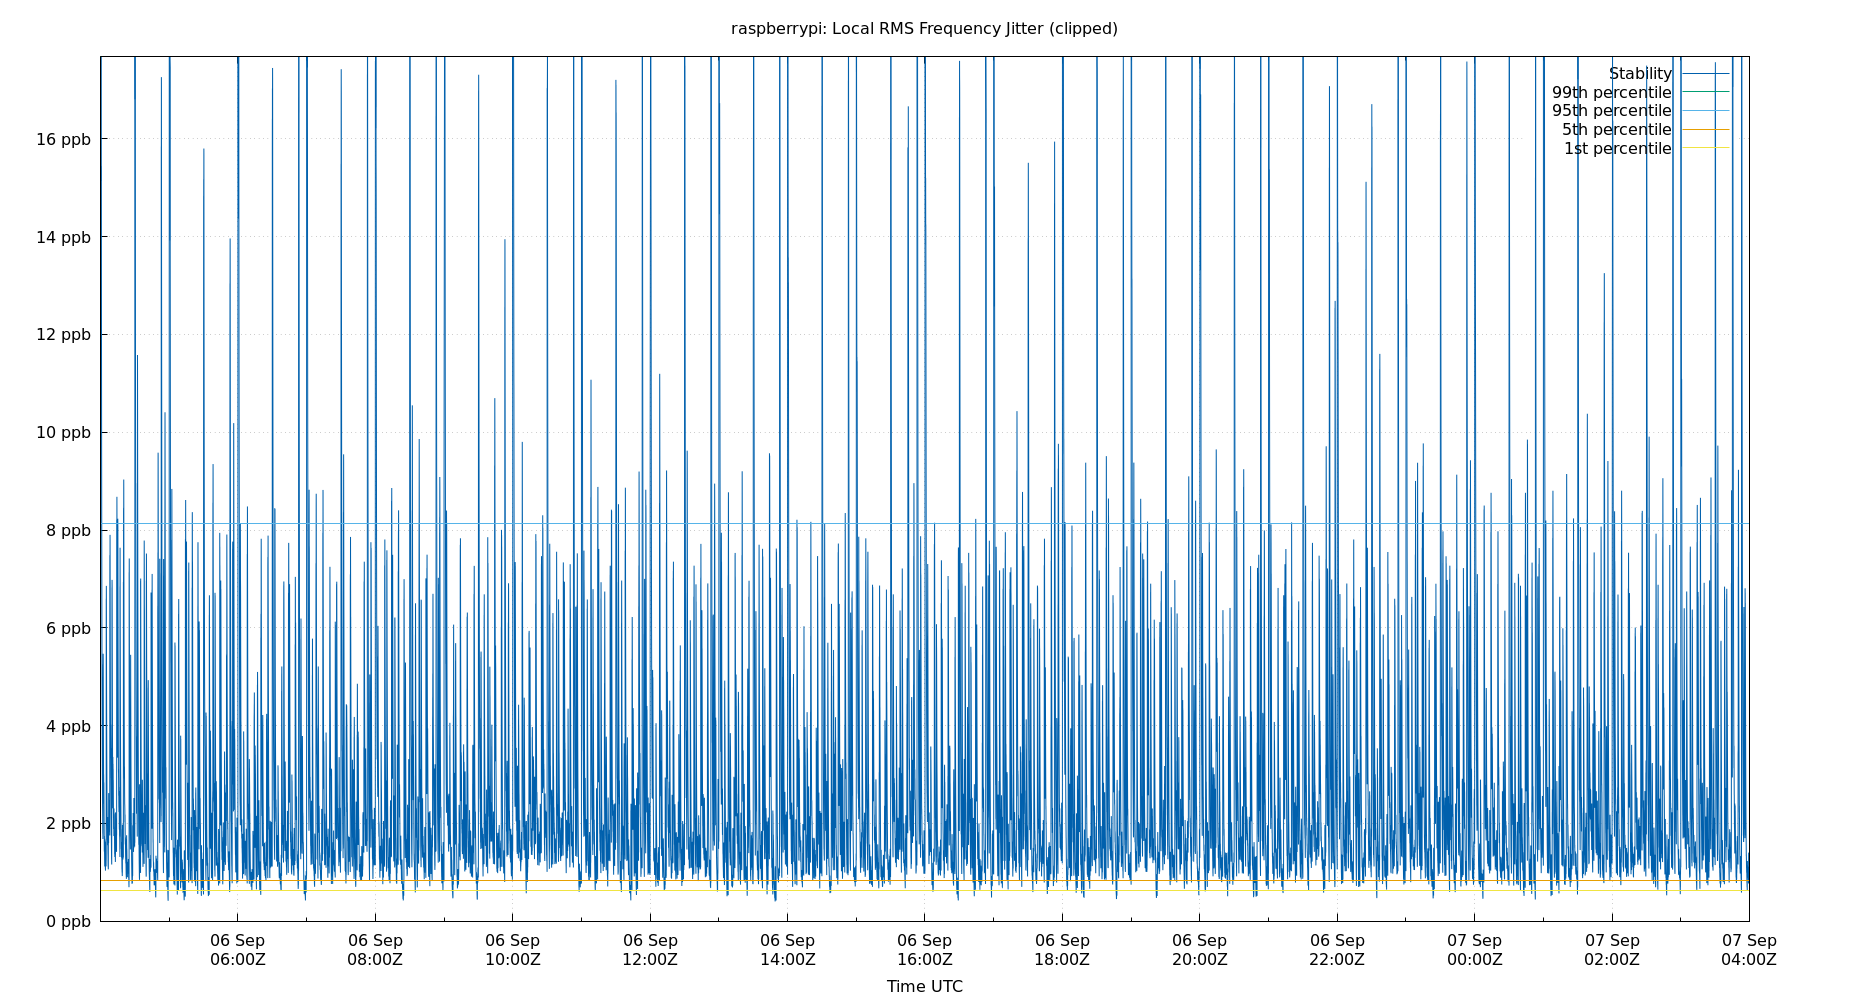 raspberrypi: Local RMS Frequency Jitter (clipped)
Stability
99th percentile
95th percentile
5th percentile
1st percentile
16 ppb
14 ppb
12 ppb
10 ppb
8 ppb
6 ppb
4 ppb
2 ppb
0 ppb
06 Sep 06 Sep 06 Sep 06 Sep 06 Sep 06 Sep 06 Sep 06 Sep 06 Sep 07 Sep 07 Sep 07 Sep
06:00Z 08:00Z 10:00Z 12:00Z 14:00Z 16:00Z 18:00Z 20:00Z 22:00Z 00:00Z 02:00Z 04:00Z
Time UTC